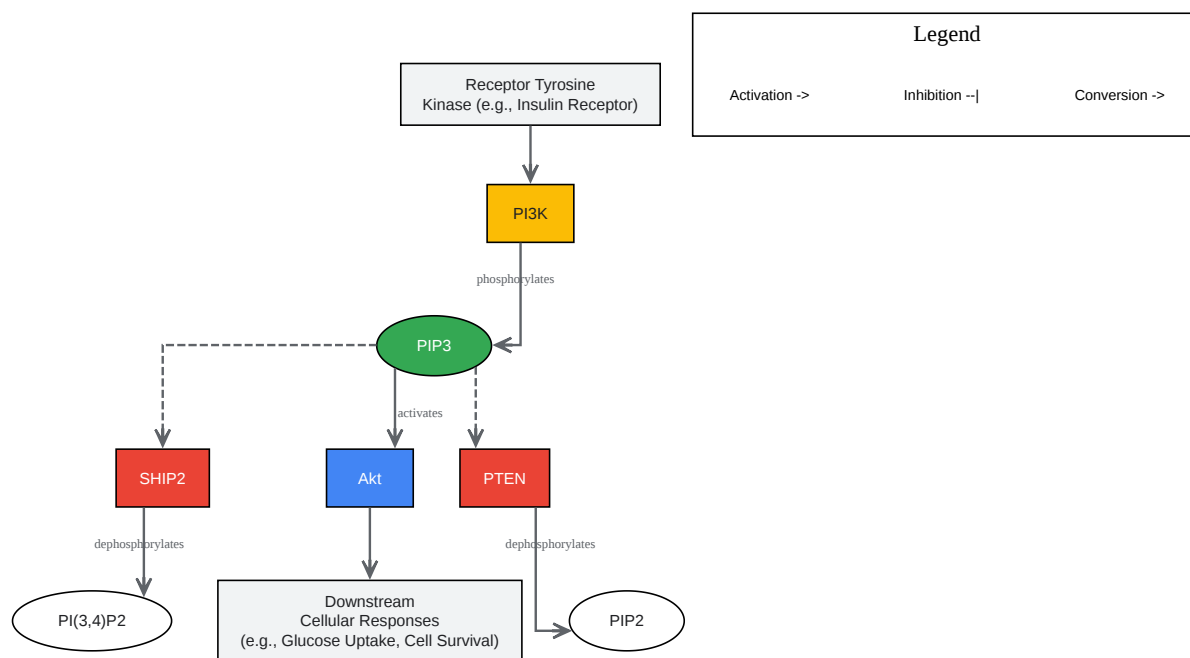 Legend
Activation ->
Inhibition --|
Conversion ->
Receptor Tyrosine
Kinase (e.g., Insulin Receptor)
PI3K
phosphorylates
PIP3
activates
SHIP2
Akt
PTEN
dephosphorylates
dephosphorylates
PI(3,4)P2
Downstream
Cellular Responses
(e.g., Glucose Uptake, Cell Survival)
PIP2